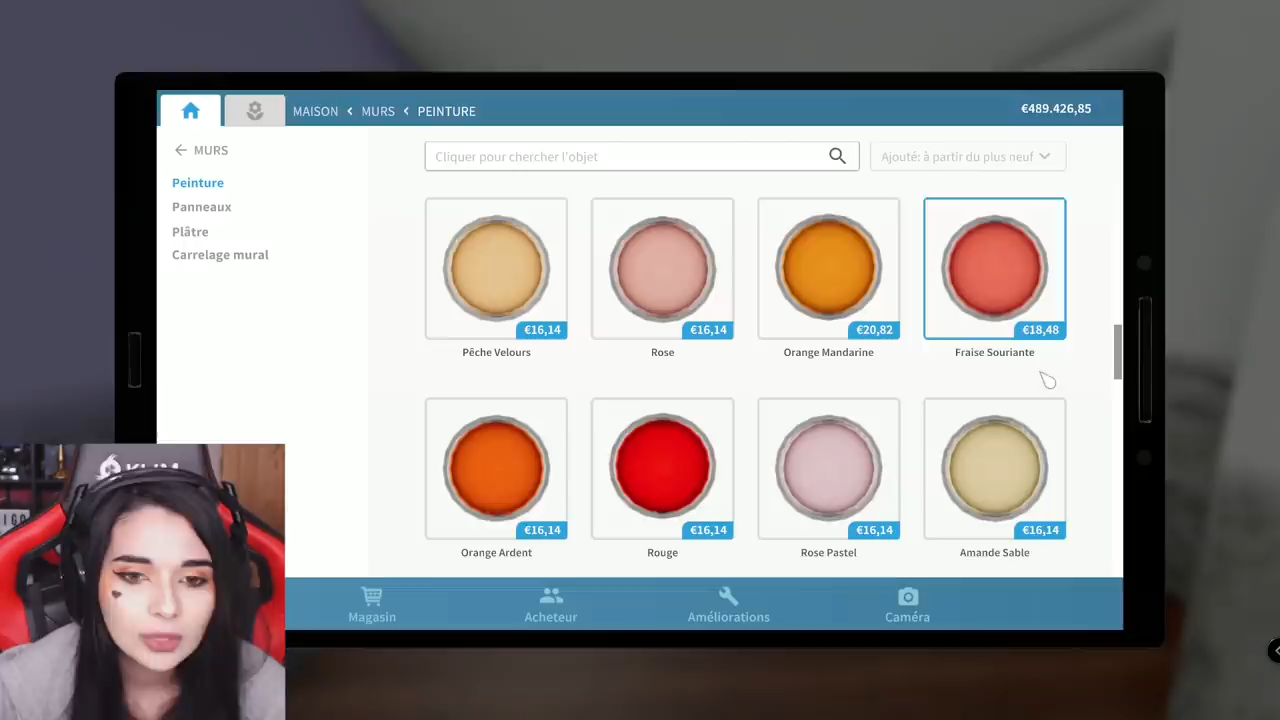 MAISON < MURS < PEINTURE
€489.426,85
← MURS
Peinture
Panneaux
Plâtre
Carrelage mural
Cliquer pour chercher l'objet
Ajouté: à partir du plus neuf
€16,14
€16,14
€20,82
€18,48
Pêche Velours
Rose
Orange Mandarine
Fraise Souriante
€16,14
€16,14
€16,14
€16,14
Orange Ardent
Rouge
Rose Pastel
Amande Sable
Magasin
Acheteur
Améliorations
Caméra
KLIM